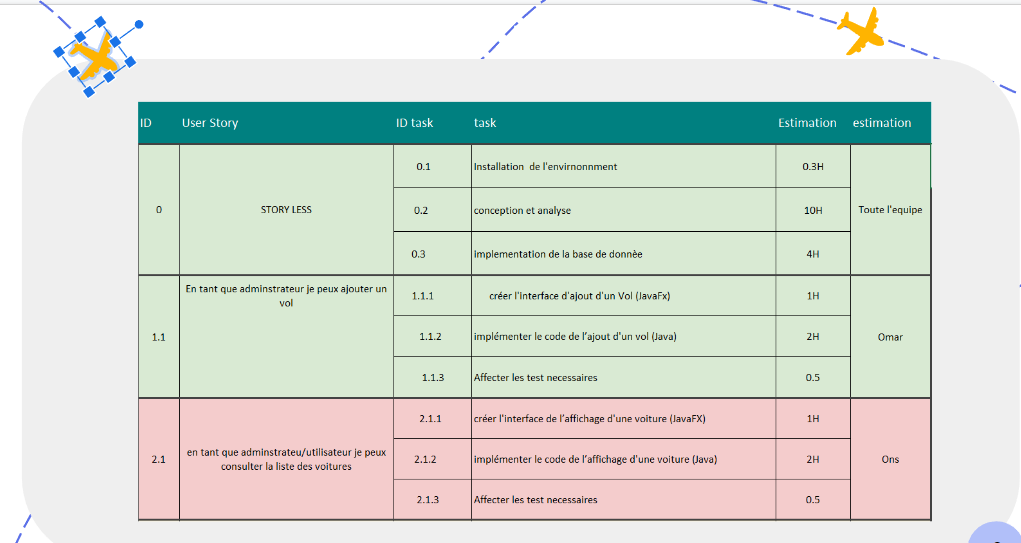 ID User Story ID task task Estimation estimation
0 STORY LESS 0.1 Installation de l'envirnonnment 0.3H Toute l'equipe
0.2 conception et analyse 10H
0.3 implementation de la base de donnèe 4H
1.1 En tant que adminstrateur je peux ajouter un
vol
1.1.1 créer l'interface d'ajout d'un Vol (JavaFx) 1H Omar
1.1.2 implémenter le code de l'ajout d'un vol (Java) 2H
1.1.3 Affecter les test necessaires 0.5
2.1 en tant que adminstrateu/utilisateur je peux
consulter la liste des voitures
2.1.1 créer l'interface de l'affichage d'une voiture (JavaFX) 1H Ons
2.1.2 implémenter le code de l'affichage d'une voiture (Java) 2H
2.1.3 Affecter les test necessaires 0.5